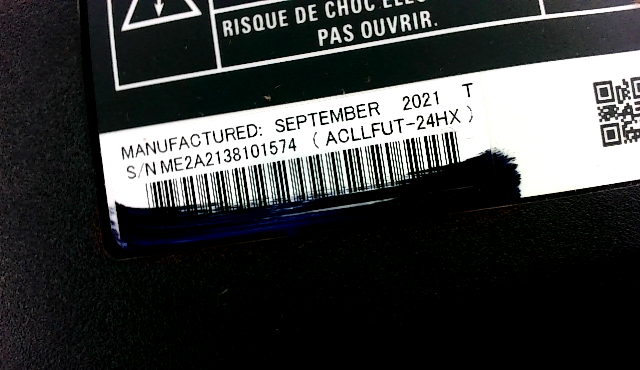 RISQUE DE CHOC
PAS OUVRIR.
MANUFACTURED: SEPTEMBER 2021 T
S/N ME2A2138101574 (ACLLFUT-24HX)